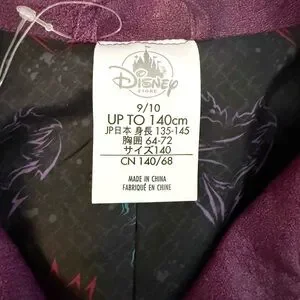 Disney
STORE
9/10
UP TO 140cm
JP日本 身長 135-145
胸囲 64-72
サイズ140
CN 140/68
MADE IN CHINA
FABRIQUÉ EN CHINE